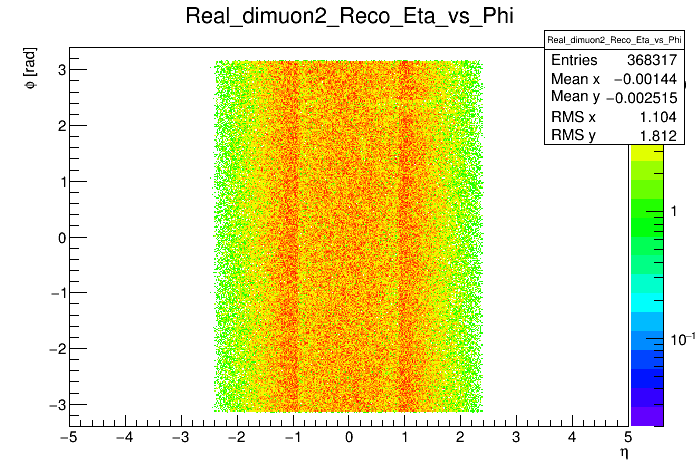 Real_dimuon2_Reco_Eta_vs_Phi
Real_dimuon2_Reco_Eta_vs_Phi
Entries 368317
Mean x −0.00144
Mean y −0.002515
RMS x 1.104
RMS y 1.812
ϕ [rad]
3
2
1
0
−1
−2
−3
1
10⁻¹
−5 −4 −3 −2 −1 0 1 2 3 4 5
η